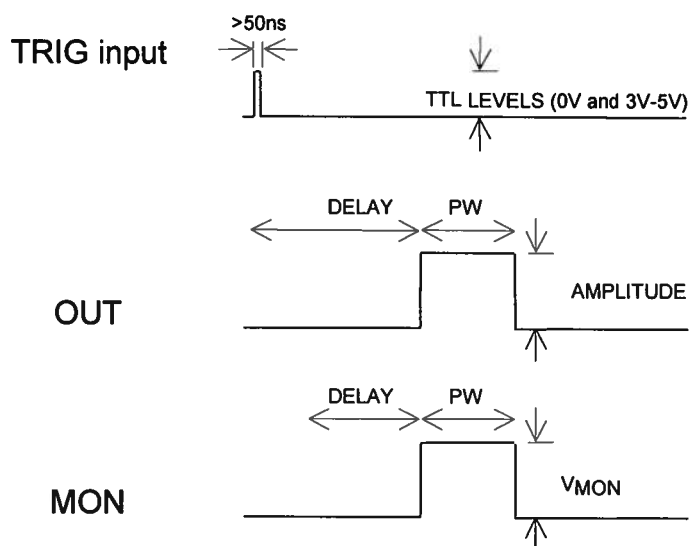 >50ns
TRIG input
TTL LEVELS (0V and 3V-5V)
DELAY PW
AMPLITUDE
OUT
DELAY PW
VMON
MON